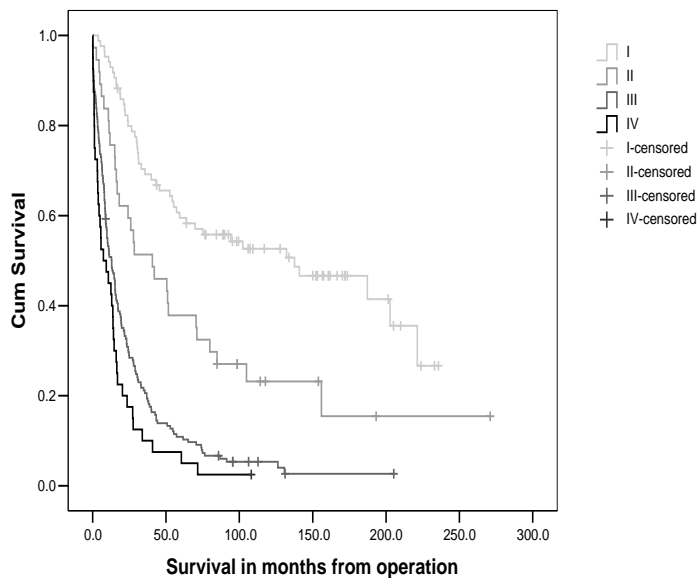 Cum Survival
1.0
0.8
0.6
0.4
0.2
0.0
0.0
50.0
100.0
150.0
200.0
250.0
300.0
Survival in months from operation
I
II
III
IV
I-censored
II-censored
III-censored
IV-censored